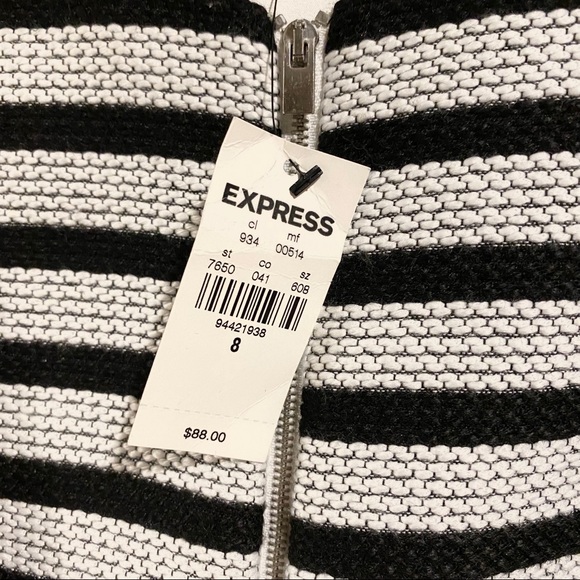 EXPRESS
cl mf
934 00514
st co sz
7650 041 608
94421938
8
$88.00